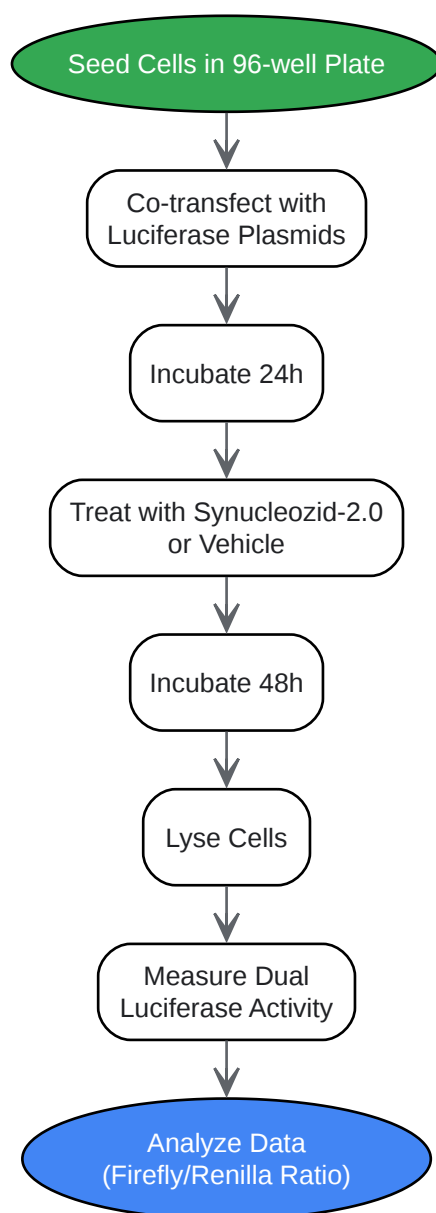 Seed Cells in 96-well Plate
Co-transfect with
Luciferase Plasmids
Incubate 24h
Treat with Synucleozid-2.0
or Vehicle
Incubate 48h
Lyse Cells
Measure Dual
Luciferase Activity
Analyze Data
(Firefly/Renilla Ratio)